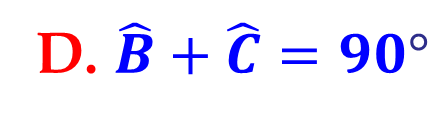 D. B̂ + Ĉ = 90°